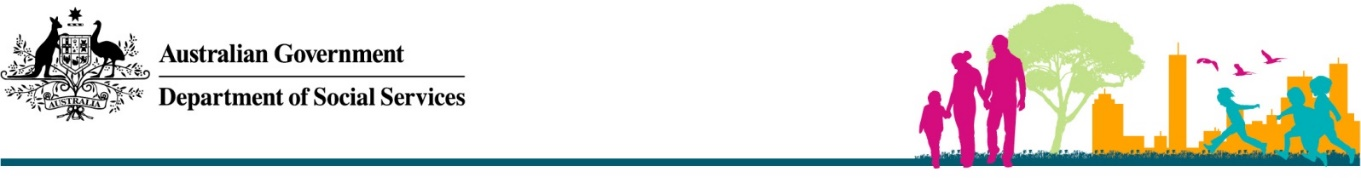 Australian Government
Department of Social Services
AUSTRALIA